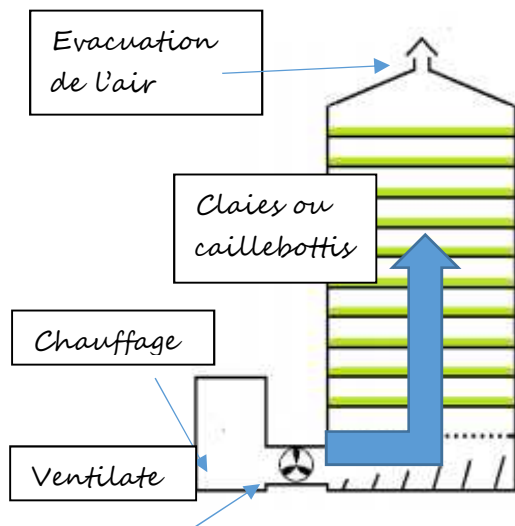 Evacuation
de l'air
Claies ou
caillebottis
Chauffage
Ventilate